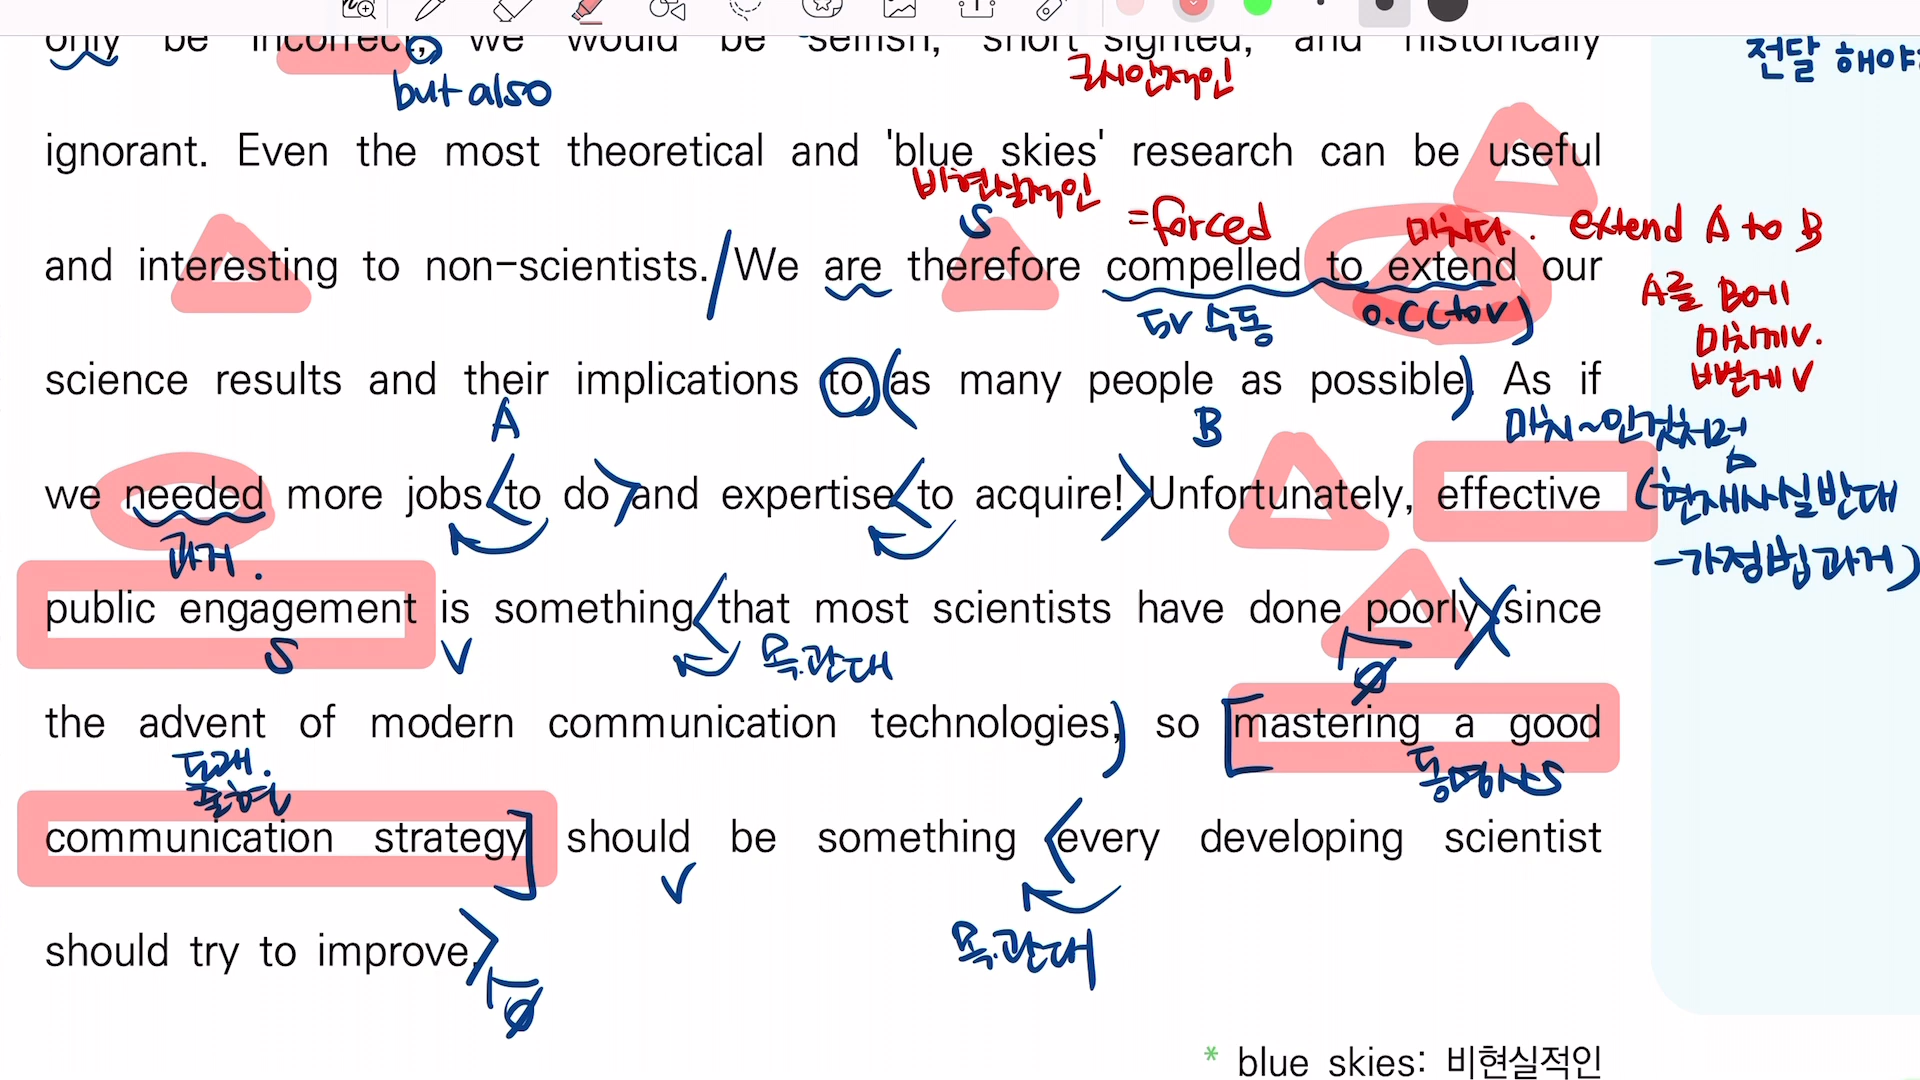 only be incorrect, we would be selfish, short sighted, and historically
전달 해야
but also
근시안적인
ignorant. Even the most theoretical and 'blue skies' research can be useful
비현실적인
S
=forced
미치다.
extend A to B
and interesting to non-scientists. We are therefore compelled to extend our
A를 B에
5V 수동
O.C(to V)
미치게 V.
science results and their implications to as many people as possible. As if
A
B
마치~인것처럼
we needed more jobs to do and expertise to acquire! Unfortunately, effective
(현재사실반대
과거.
-가정법과거)
public engagement is something that most scientists have done poorly since
S
V
목.관대
ø
the advent of modern communication technologies, so mastering a good
도래.
출현
동명사S
communication strategy should be something every developing scientist
V
목.관대
should try to improve.
ø
* blue skies: 비현실적인